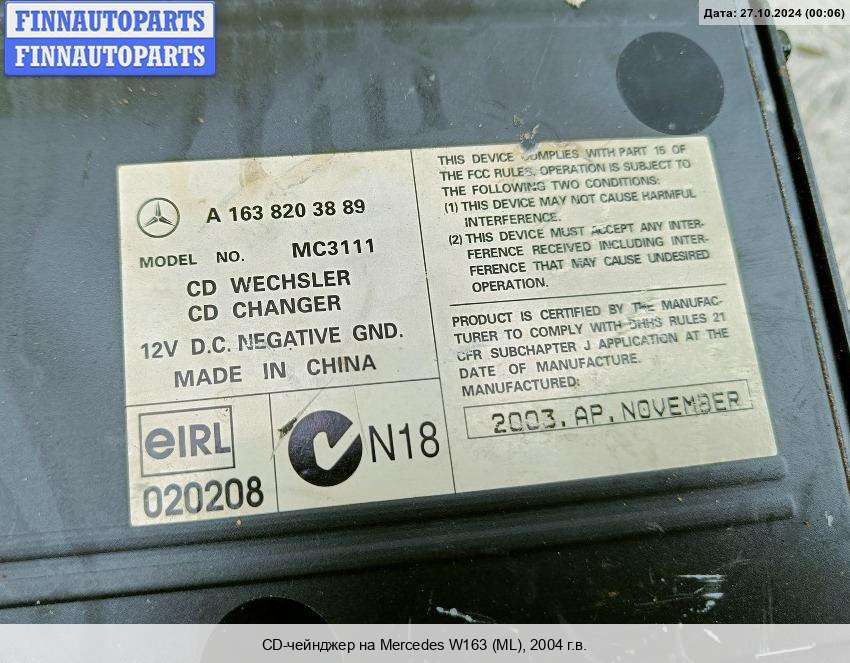 FINNAUTOPARTS
FINNAUTOPARTS
Дата: 27.10.2024 (00:06)
A 163 820 38 89
MODEL NO. MC3111
CD WECHSLER
CD CHANGER
12V D.C. NEGATIVE GND.
MADE IN CHINA
eIRL
020208
N18
THIS DEVICE COMPLIES WITH PART 15 OF
THE FCC RULES. OPERATION IS SUBJECT TO
THE FOLLOWING TWO CONDITIONS:
(1) THIS DEVICE MAY NOT CAUSE HARMFUL
INTERFERENCE.
(2) THIS DEVICE MUST ACCEPT ANY INTER-
FERENCE RECEIVED INCLUDING INTER-
FERENCE THAT MAY CAUSE UNDESIRED
OPERATION.
PRODUCT IS CERTIFIED BY THE MANUFAC-
TURER TO COMPLY WITH DHHS RULES 21
CFR SUBCHAPTER J APPLICATION AT THE
DATE OF MANUFACTURE.
MANUFACTURED:
2003. AP. NOVEMBER
CD-чейнджер на Mercedes W163 (ML), 2004 г.в.